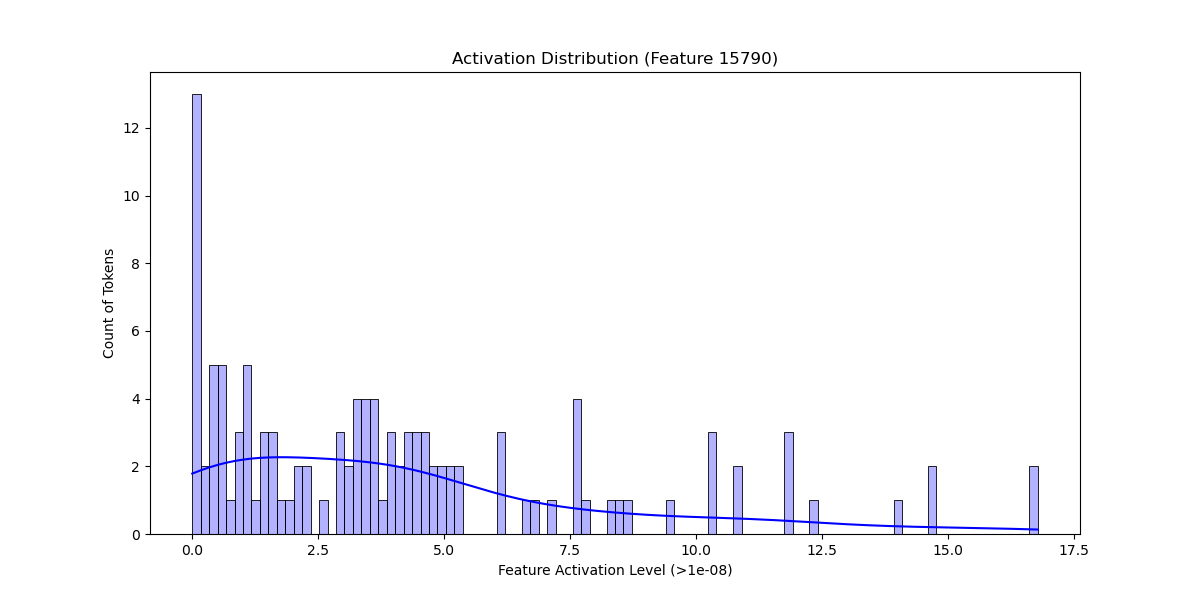 Activation Distribution (Feature 15790)
Count of Tokens
12
10
8
6
4
2
0
0.0 2.5 5.0 7.5 10.0 12.5 15.0 17.5
Feature Activation Level (>1e-08)